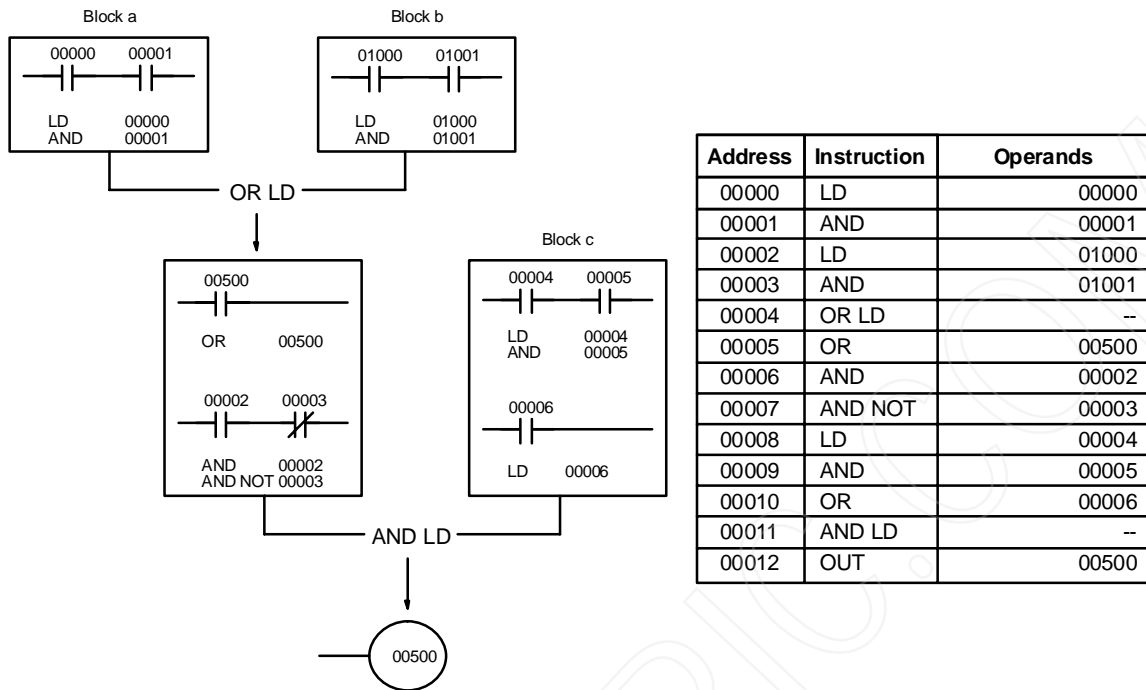 Block a
Block b
00000 00001
LD 00000
AND 00001
01000 01001
LD 01000
AND 01001
OR LD
Block c
00500
OR 00500
00002 00003
AND 00002
AND NOT 00003
00004 00005
LD 00004
AND 00005
00006
LD 00006
AND LD
00500
Address Instruction Operands
00000 LD 00000
00001 AND 00001
00002 LD 01000
00003 AND 01001
00004 OR LD --
00005 OR 00500
00006 AND 00002
00007 AND NOT 00003
00008 LD 00004
00009 AND 00005
00010 OR 00006
00011 AND LD --
00012 OUT 00500